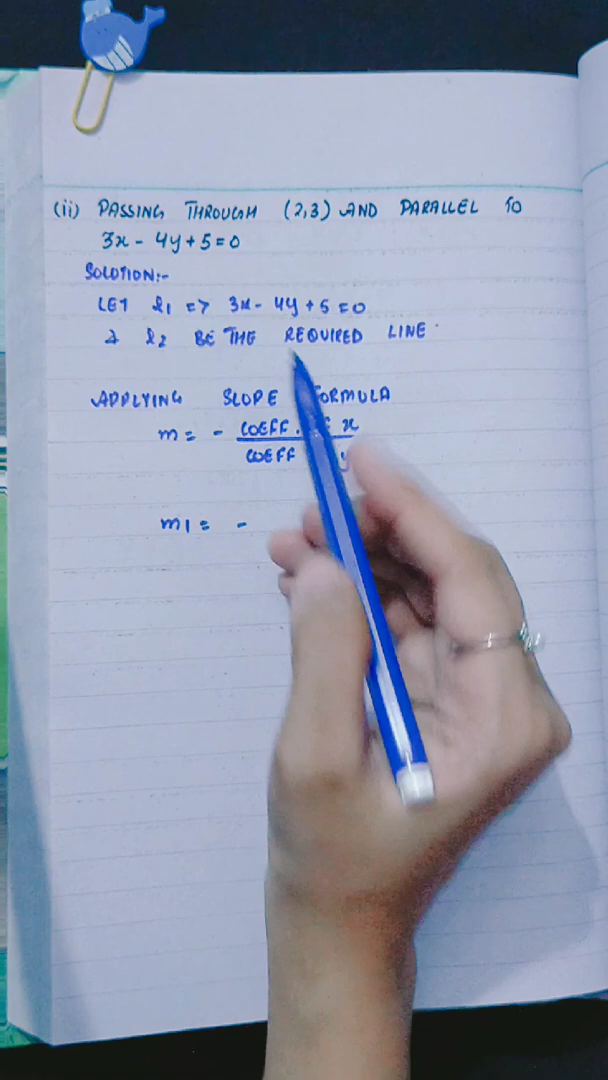 (ii) PASSING THROUGH (2,3) AND PARALLEL TO
3x - 4y + 5 = 0
SOLUTION:-
LET l1 => 3x - 4y + 5 = 0
& l2 BE THE REQUIRED LINE.
APPLYING SLOPE FORMULA
m = - COEFF. x
COEFF y
m1 = -